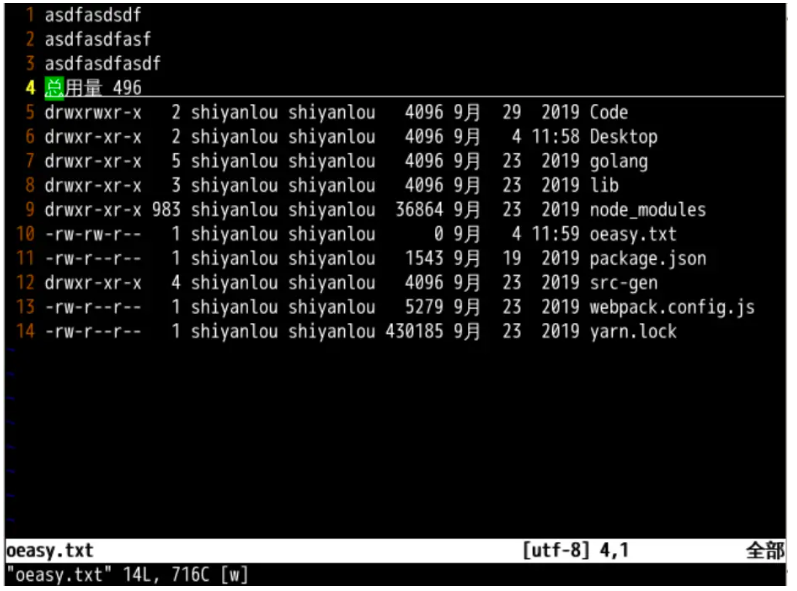 1 asdfasdsdf
2 asdfasdfasf
3 asdfasdfasdf
4 总用量 496
5 drwxrwxr-x   2 shiyanlou shiyanlou   4096 9月  29  2019 Code
6 drwxr-xr-x   2 shiyanlou shiyanlou   4096 9月   4 11:58 Desktop
7 drwxr-xr-x   5 shiyanlou shiyanlou   4096 9月  23  2019 golang
8 drwxr-xr-x   3 shiyanlou shiyanlou   4096 9月  23  2019 lib
9 drwxr-xr-x 983 shiyanlou shiyanlou  36864 9月  23  2019 node_modules
10 -rw-rw-r--   1 shiyanlou shiyanlou      0 9月   4 11:59 oeasy.txt
11 -rw-r--r--   1 shiyanlou shiyanlou   1543 9月  19  2019 package.json
12 drwxr-xr-x   4 shiyanlou shiyanlou   4096 9月  23  2019 src-gen
13 -rw-r--r--   1 shiyanlou shiyanlou   5279 9月  23  2019 webpack.config.js
14 -rw-r--r--   1 shiyanlou shiyanlou 430185 9月  23  2019 yarn.lock
~
~
~
~
~
~
~
~
oeasy.txt [utf-8] 4,1 全部
"oeasy.txt" 14L, 716C [w]